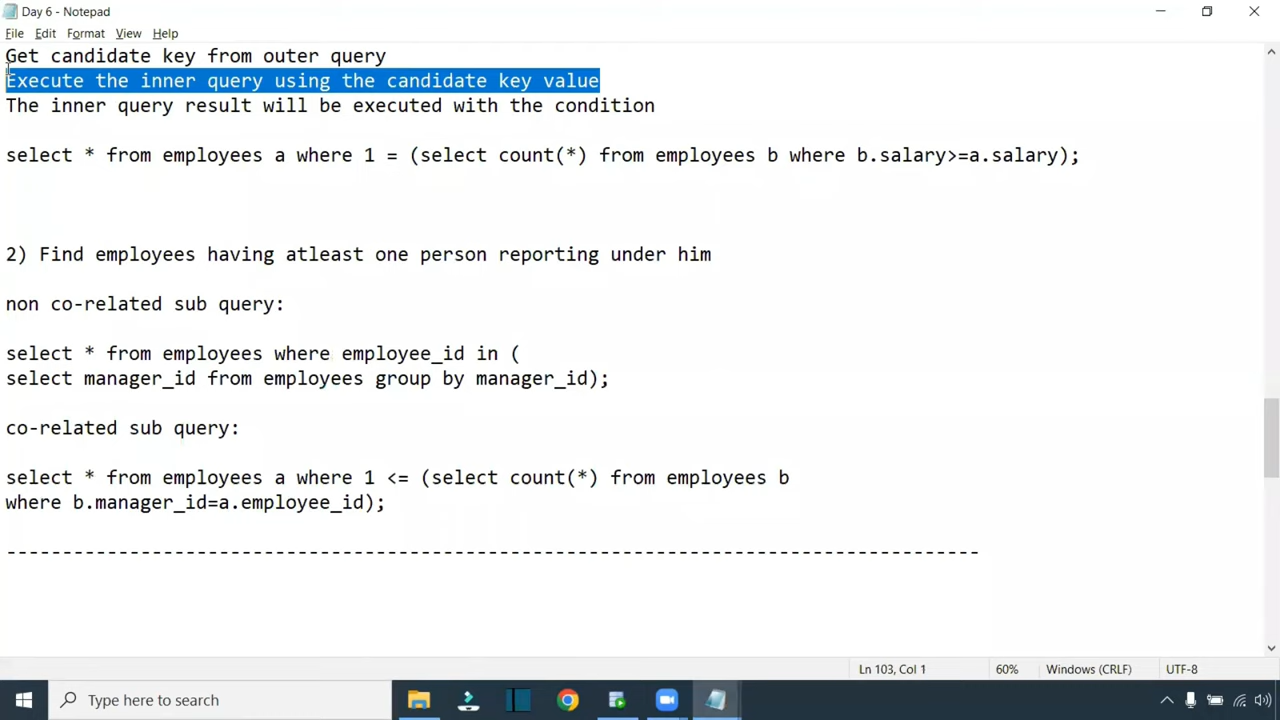 Day 6 - Notepad
File Edit Format View Help
Get candidate key from outer query
Execute the inner query using the candidate key value
The inner query result will be executed with the condition
select * from employees a where 1 = (select count(*) from employees b where b.salary>=a.salary);
2) Find employees having atleast one person reporting under him
non co-related sub query:
select * from employees where employee_id in (
select manager_id from employees group by manager_id);
co-related sub query:
select * from employees a where 1 <= (select count(*) from employees b
where b.manager_id=a.employee_id);
---------------------------------------------------------------------------------------
Ln 103, Col 1 60% Windows (CRLF) UTF-8
Type here to search